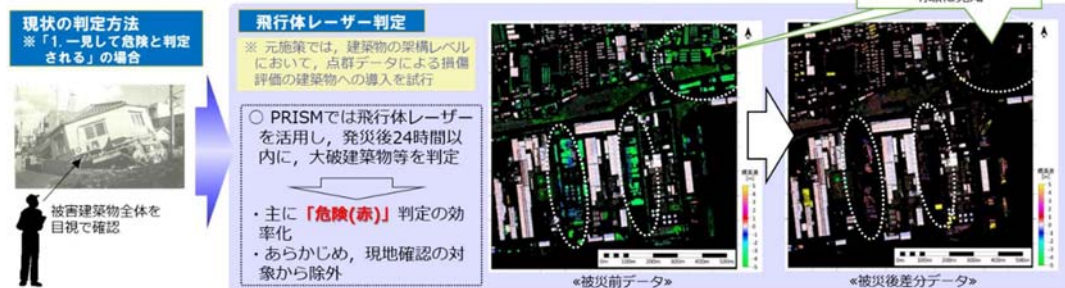 現状の判定方法
※「1. 一見して危険と判定
される」の場合
被害建築物全体を
目視で確認
飛行体レーザー判定
※ 元施策では，建築物の架構レベル
において，点群データによる損傷
評価の建築物への導入を試行
○ PRISMでは飛行体レーザー
を活用し，発災後24時間以
内に，大破建築物等を判定
・主に「危険(赤)」判定の効
率化
・あらかじめ，現地確認の対
象から除外
«被災前データ»
«被災後差分データ»